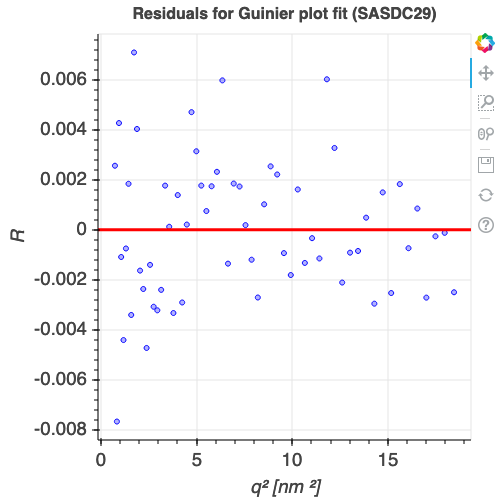 Residuals for Guinier plot fit (SASDC29)
0.006
0.004
0.002
0
-0.002
-0.004
-0.006
-0.008
R
0 5 10 15
q² [nm ²]